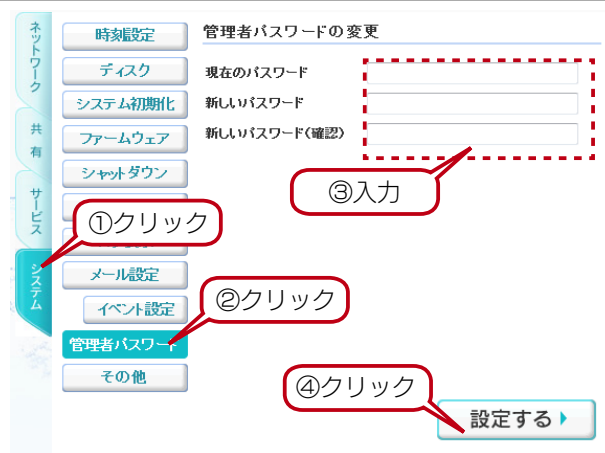 ネットワーク
共有
サービス
システム
時刻設定
ディスク
システム初期化
ファームウェア
シャットダウン
メール設定
イベント設定
管理者パスワード
その他
管理者パスワードの変更
現在のパスワード
新しいパスワード
新しいパスワード(確認)
③入力
①クリック
②クリック
④クリック
設定する